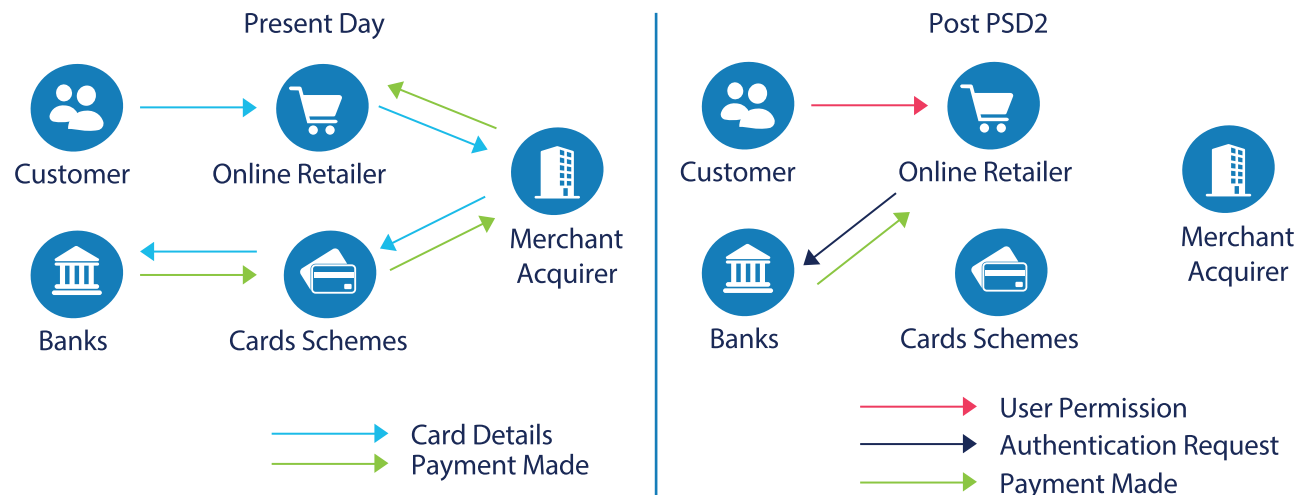 Present Day
Customer
Online Retailer
Merchant
Acquirer
Banks
Cards Schemes
Card Details
Payment Made
Post PSD2
Customer
Online Retailer
Merchant
Acquirer
Banks
Cards Schemes
User Permission
Authentication Request
Payment Made